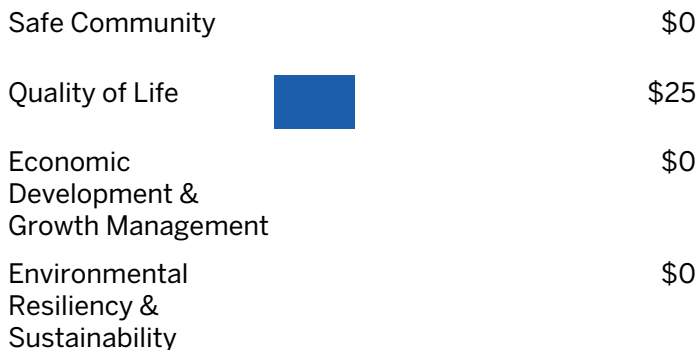 Safe Community $0
Quality of Life $25
Economic $0
Development &
Growth Management
Environmental $0
Resiliency &
Sustainability